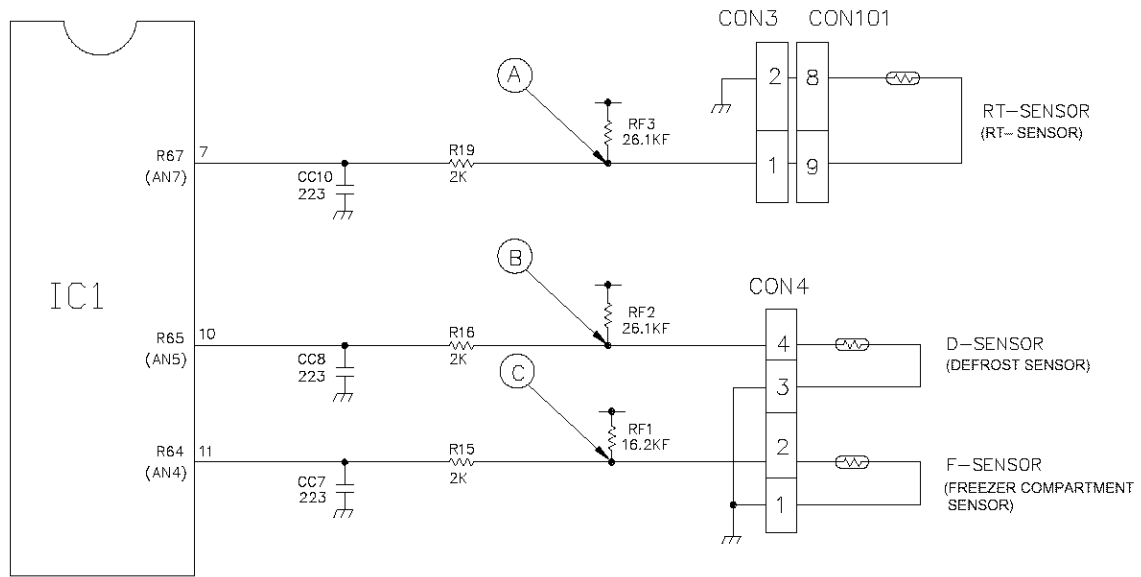 CON3 CON101
A
2 8
RF3
26.1KF
RT-SENSOR
(RT- SENSOR)
R67 7
(AN7)
R19
2K
1 9
CC10
223
B
IC1
CON4
RF2
26.1KF
R65 10
(AN5)
R16
2K
4
D-SENSOR
(DEFROST SENSOR)
CC8
223
C
3
RF1
16.2KF
R64 11
(AN4)
R15
2K
2
F-SENSOR
(FREEZER COMPARTMENT
SENSOR)
CC7
223
1